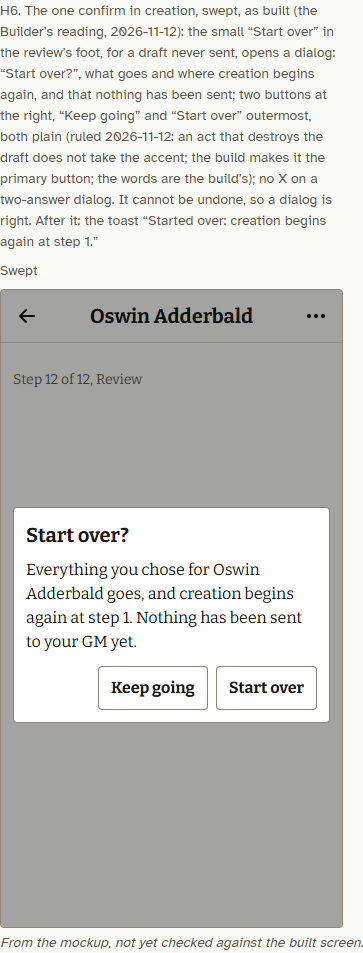 H6. The one confirm in creation, swept, as built (the
Builder’s reading, 2026-11-12): the small “Start over” in
the review’s foot, for a draft never sent, opens a dialog:
“Start over?”, what goes and where creation begins
again, and that nothing has been sent; two buttons at
the right, “Keep going” and “Start over” outermost,
both plain (ruled 2026-11-12: an act that destroys the
draft does not take the accent; the build makes it the
primary button; the words are the build’s); no X on a
two-answer dialog. It cannot be undone, so a dialog is
right. After it: the toast “Started over: creation begins
again at step 1.”
Swept
Oswin Adderbald
Step 12 of 12, Review
Start over?
Everything you chose for Oswin
Adderbald goes, and creation begins
again at step 1. Nothing has been sent
to your GM yet.
Keep going
Start over
From the mockup, not yet checked against the built screen.